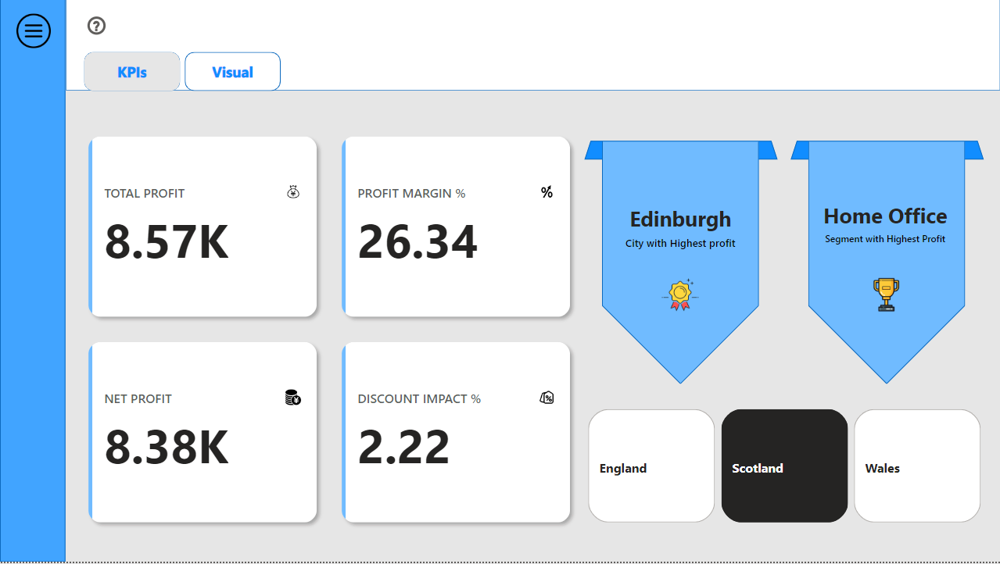 KPIs
Visual
TOTAL PROFIT
8.57K
PROFIT MARGIN %
26.34
Edinburgh
City with Highest profit
Home Office
Segment with Highest Profit
NET PROFIT
8.38K
DISCOUNT IMPACT %
2.22
England
Scotland
Wales